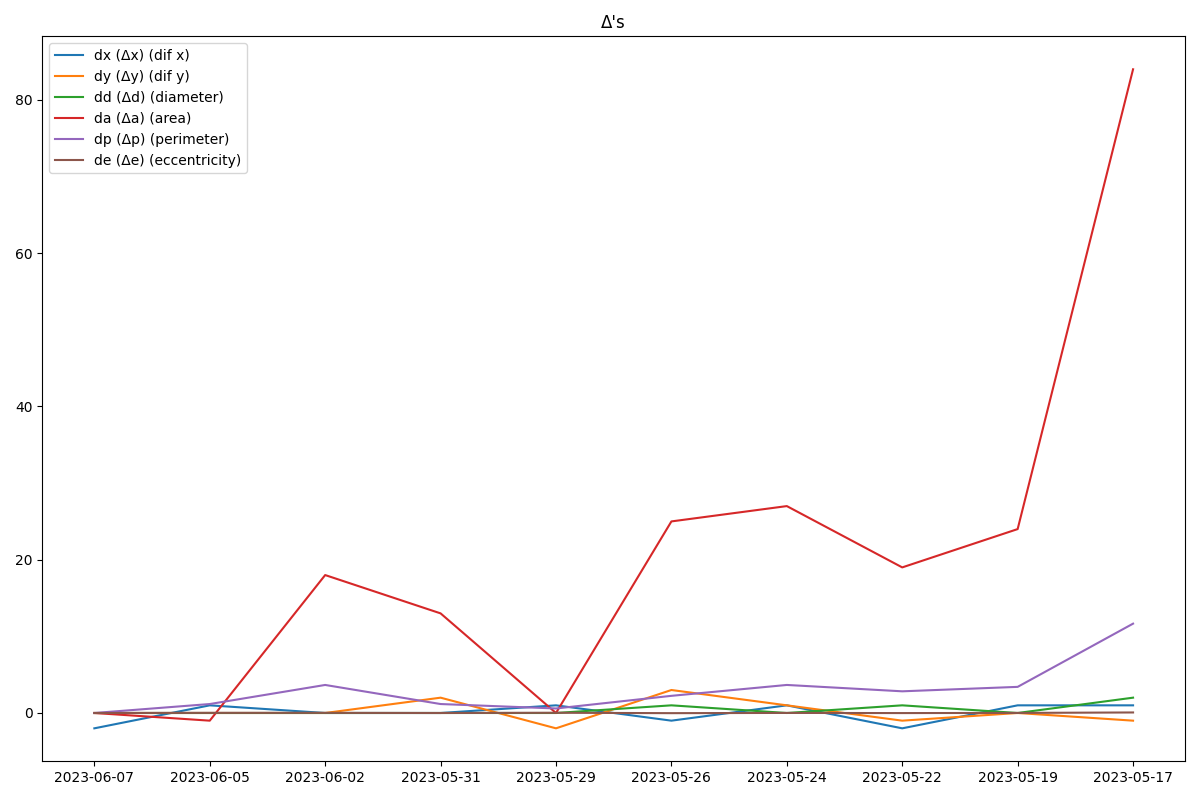 Δ's
dx (Δx) (dif x)
dy (Δy) (dif y)
dd (Δd) (diameter)
da (Δa) (area)
dp (Δp) (perimeter)
de (Δe) (eccentricity)
80
60
40
20
0
2023-06-07 2023-06-05 2023-06-02 2023-05-31 2023-05-29 2023-05-26 2023-05-24 2023-05-22 2023-05-19 2023-05-17